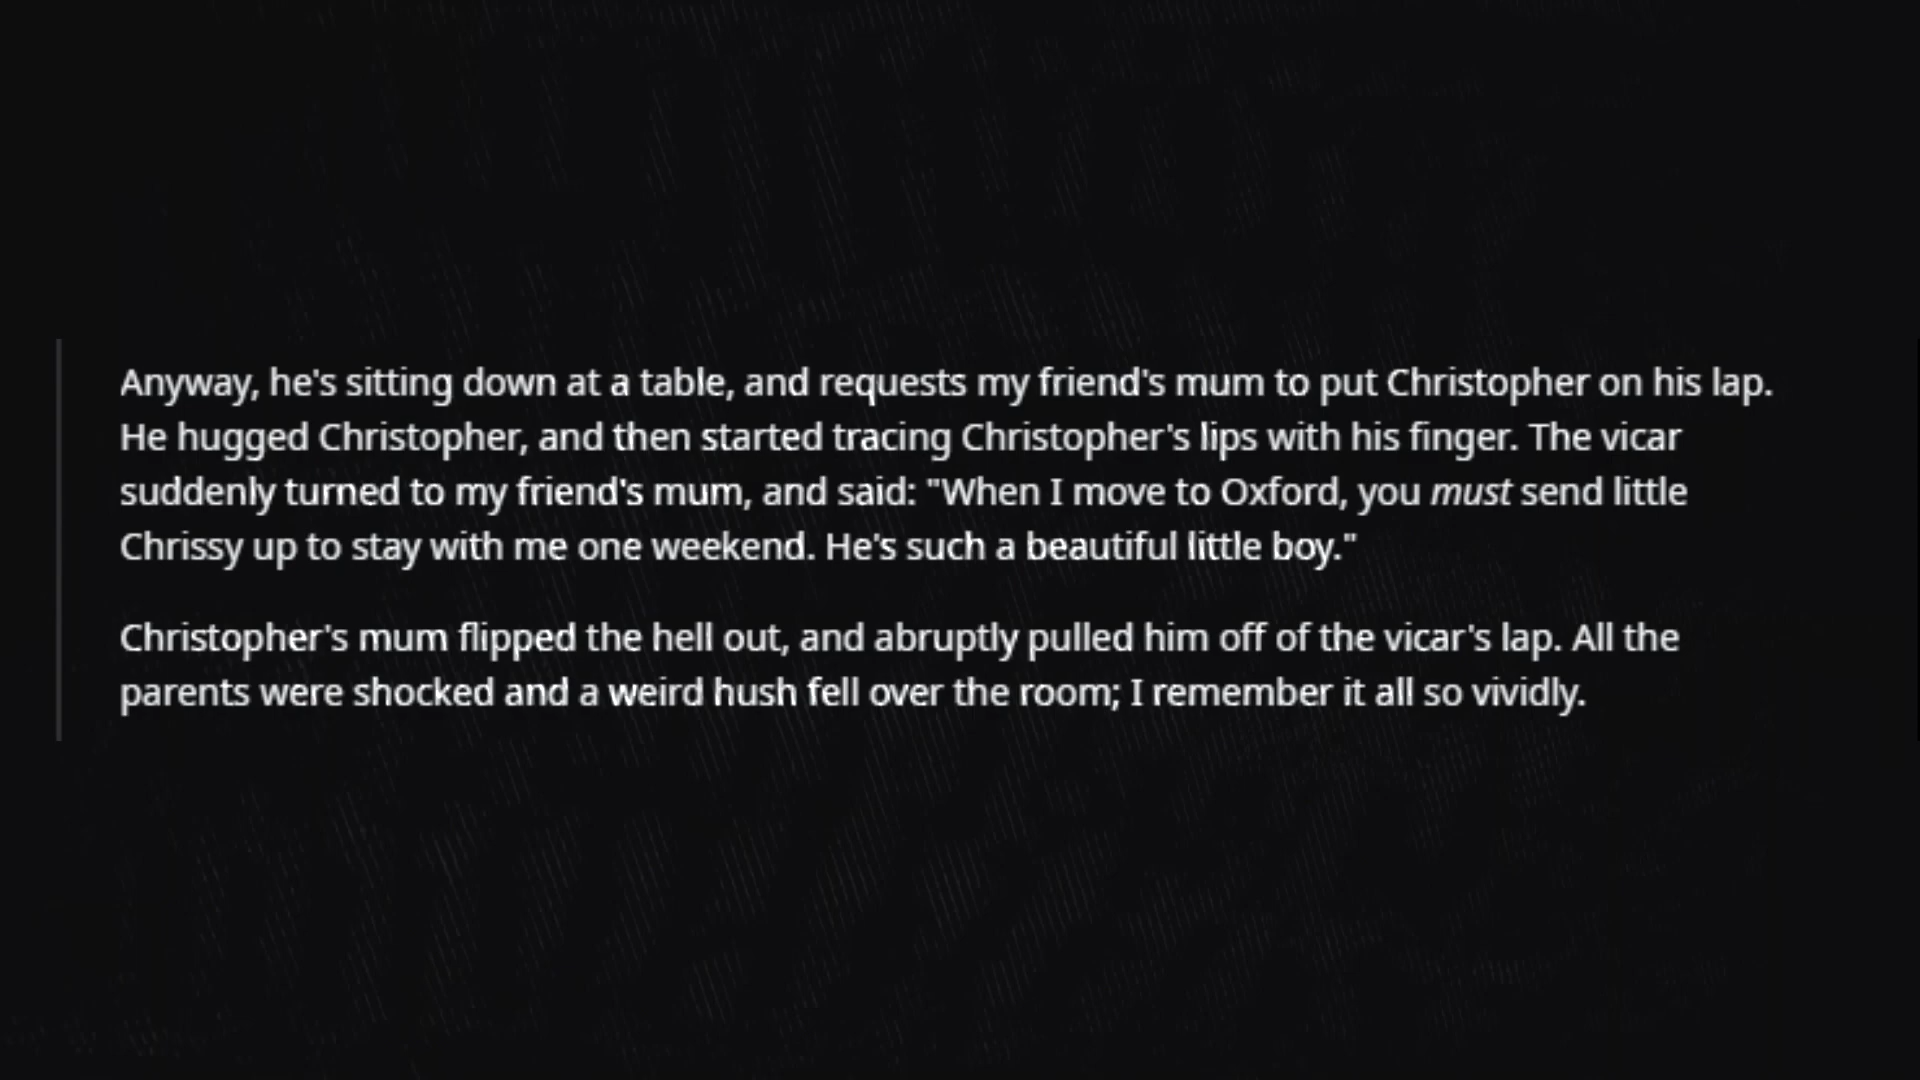 Anyway, he's sitting down at a table, and requests my friend's mum to put Christopher on his lap.
He hugged Christopher, and then started tracing Christopher's lips with his finger. The vicar
suddenly turned to my friend's mum, and said: "When I move to Oxford, you must send little
Chrissy up to stay with me one weekend. He's such a beautiful little boy."
Christopher's mum flipped the hell out, and abruptly pulled him off of the vicar's lap. All the
parents were shocked and a weird hush fell over the room; I remember it all so vividly.